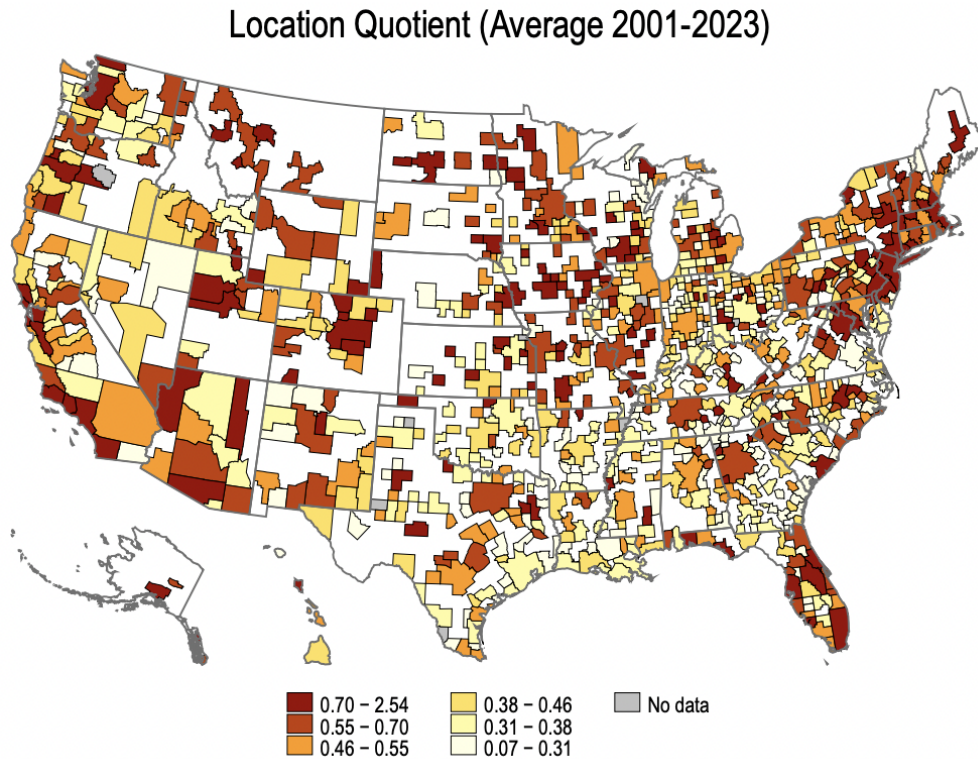 Location Quotient (Average 2001-2023)
0.70 − 2.54
0.55 − 0.70
0.46 − 0.55
0.38 − 0.46
0.31 − 0.38
0.07 − 0.31
No data